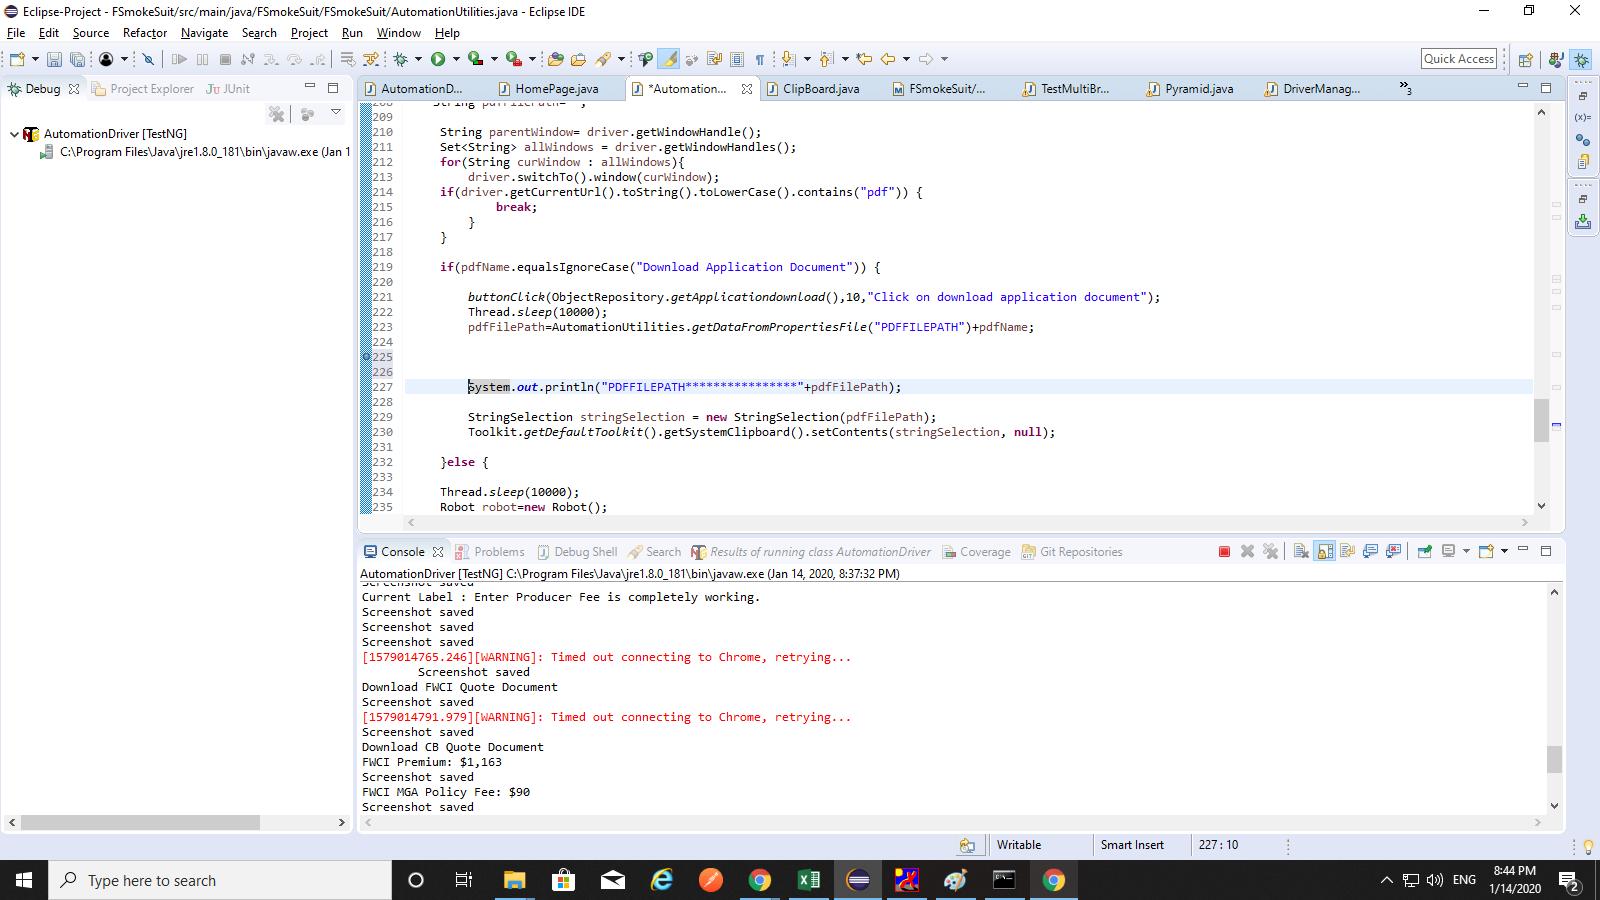 Eclipse-Project - FSmokeSuit/src/main/java/FSmokeSuit/FSmokeSuit/AutomationUtilities.java - Eclipse IDE
File Edit Source Refactor Navigate Search Project Run Window Help
Quick Access
Debug Project Explorer JUnit
AutomationD... HomePage.java *Automation... ClipBoard.java FSmokeSuit/... TestMultiBr... Pyramid.java DriverManag... »3
AutomationDriver [TestNG]
C:\Program Files\Java\jre1.8.0_181\bin\javaw.exe (Jan 1
208 String pdfFilePath=" ;
209
210 String parentWindow= driver.getWindowHandle();
211 Set<String> allWindows = driver.getWindowHandles();
212 for(String curWindow : allWindows){
213 driver.switchTo().window(curWindow);
214 if(driver.getCurrentUrl().toString().toLowerCase().contains("pdf")) {
215 break;
216 }
217 }
218
219 if(pdfName.equalsIgnoreCase("Download Application Document")) {
220
221 buttonClick(ObjectRepository.getApplicationdownload(),10,"Click on download application document");
222 Thread.sleep(10000);
223 pdfFilePath=AutomationUtilities.getDataFromPropertiesFile("PDFFILEPATH")+pdfName;
224
225
226
227 System.out.println("PDFFILEPATH****************"+pdfFilePath);
228
229 StringSelection stringSelection = new StringSelection(pdfFilePath);
230 Toolkit.getDefaultToolkit().getSystemClipboard().setContents(stringSelection, null);
231
232 }else {
233
234 Thread.sleep(10000);
235 Robot robot=new Robot();
Console Problems Debug Shell Search Results of running class AutomationDriver Coverage Git Repositories
AutomationDriver [TestNG] C:\Program Files\Java\jre1.8.0_181\bin\javaw.exe (Jan 14, 2020, 8:37:32 PM)
Screenshot saved
Current Label : Enter Producer Fee is completely working.
Screenshot saved
Screenshot saved
Screenshot saved
[1579014765.246][WARNING]: Timed out connecting to Chrome, retrying...
Screenshot saved
Download FWCI Quote Document
Screenshot saved
[1579014791.979][WARNING]: Timed out connecting to Chrome, retrying...
Screenshot saved
Download CB Quote Document
FWCI Premium: $1,163
Screenshot saved
FWCI MGA Policy Fee: $90
Screenshot saved
Writable Smart Insert 227 : 10
Type here to search
ENG
8:44 PM
1/14/2020
2